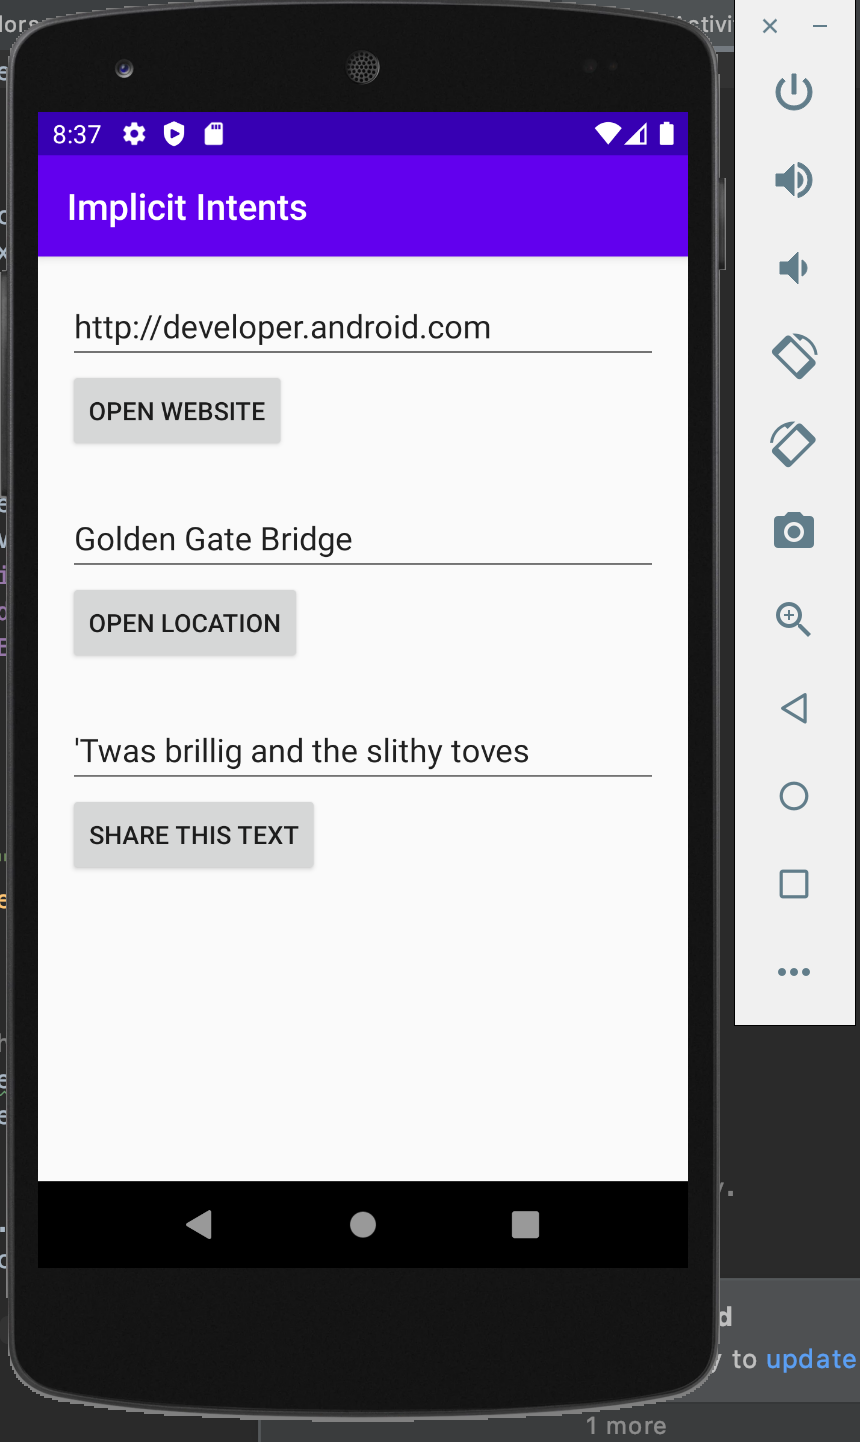 8:37
Implicit Intents
http://developer.android.com
OPEN WEBSITE
Golden Gate Bridge
OPEN LOCATION
'Twas brillig and the slithy toves
SHARE THIS TEXT
to update
1 more